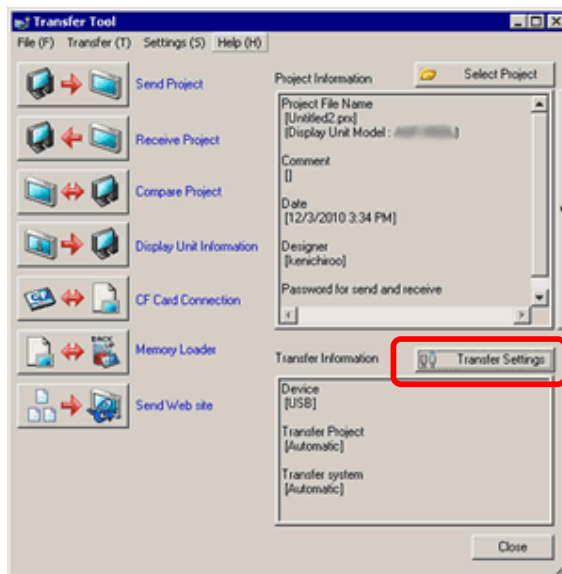 Transfer Tool
File (F) Transfer (T) Settings (S) Help (H)
Send Project
Receive Project
Compare Project
Display Unit Information
CF Card Connection
Memory Loader
Send Web site
Project Information
Select Project
Project File Name
[Untitled2.prx]
(Display Unit Model : )
Comment
[]
Date
[12/3/2010 3:34 PM]
Designer
[kenichiroo]
Password for send and receive
Transfer Information
Transfer Settings
Device
[USB]
Transfer Project
[Automatic]
Transfer system
[Automatic]
Close